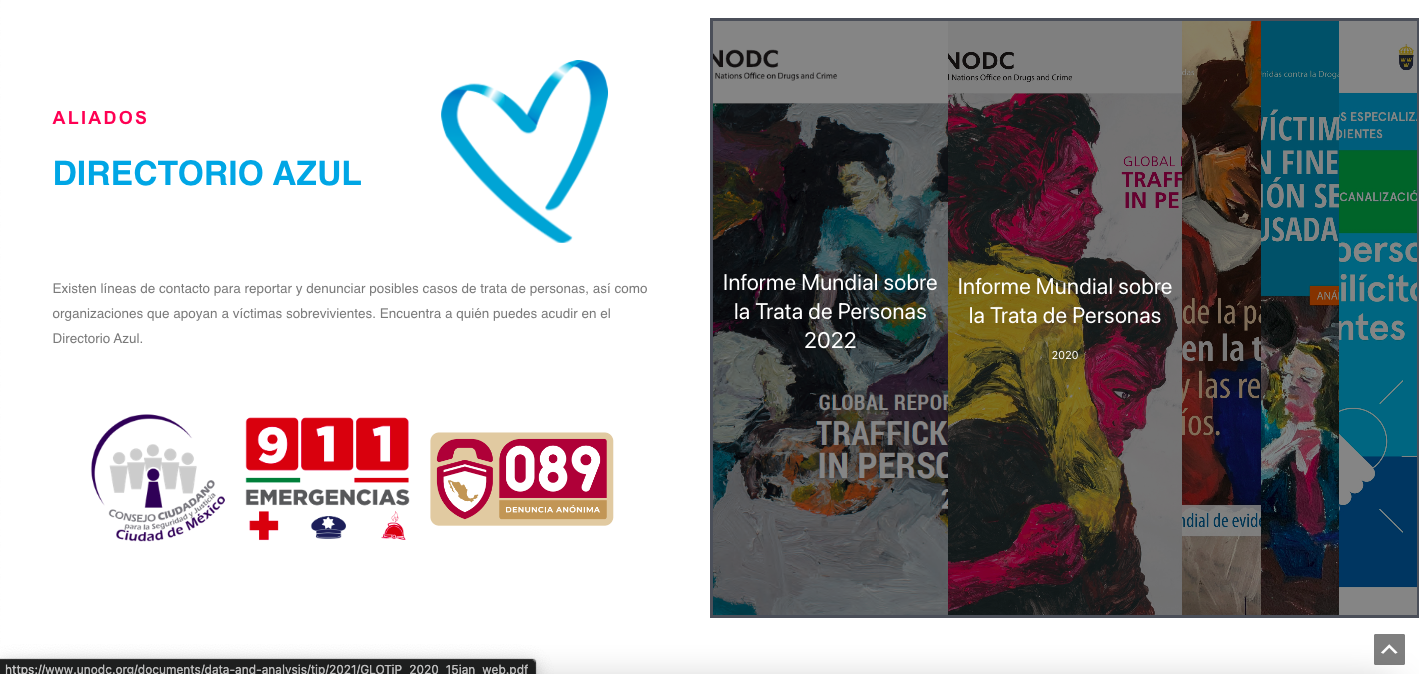 ALIADOS
DIRECTORIO AZUL
Existen líneas de contacto para reportar y denunciar posibles casos de trata de personas, así como
organizaciones que apoyan a víctimas sobrevivientes. Encuentra a quién puedes acudir en el
Directorio Azul.
CONSEJO CIUDADANO
para la Seguridad y Justicia
Ciudad de México
911
EMERGENCIAS
089
DENUNCIA ANÓNIMA
NODC
Nations Office on Drugs and Crime
Informe Mundial sobre
la Trata de Personas
2022
GLOBAL REPOR
TRAFFICK
IN PERSO
NODC
Nations Office on Drugs and Crime
GLOBAL
TRAFF
IN PE
Informe Mundial sobre
la Trata de Personas
2020
de la pa
en la t
y las re
íos.
ndial de evide
nidas contra la Droga
VÍCTIM
N FINE
IÓN SE
USADA
ANÁ
S ESPECIALIZA
DIENTES
CANALIZACIÓ
perso
ilícito
ntes
https://www.unodc.org/documents/data-and-analysis/tip/2021/GLOTiP_2020_15jan_web.pdf